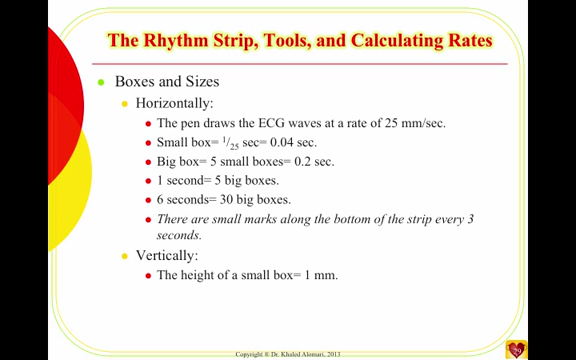 The Rhythm Strip, Tools, and Calculating Rates
Boxes and Sizes
Horizontally:
The pen draws the ECG waves at a rate of 25 mm/sec.
Small box= 1/25 sec= 0.04 sec.
Big box= 5 small boxes= 0.2 sec.
1 second= 5 big boxes.
6 seconds= 30 big boxes.
There are small marks along the bottom of the strip every 3
seconds.
Vertically:
The height of a small box= 1 mm.
Copyright ® Dr. Khaled Alomari, 2013